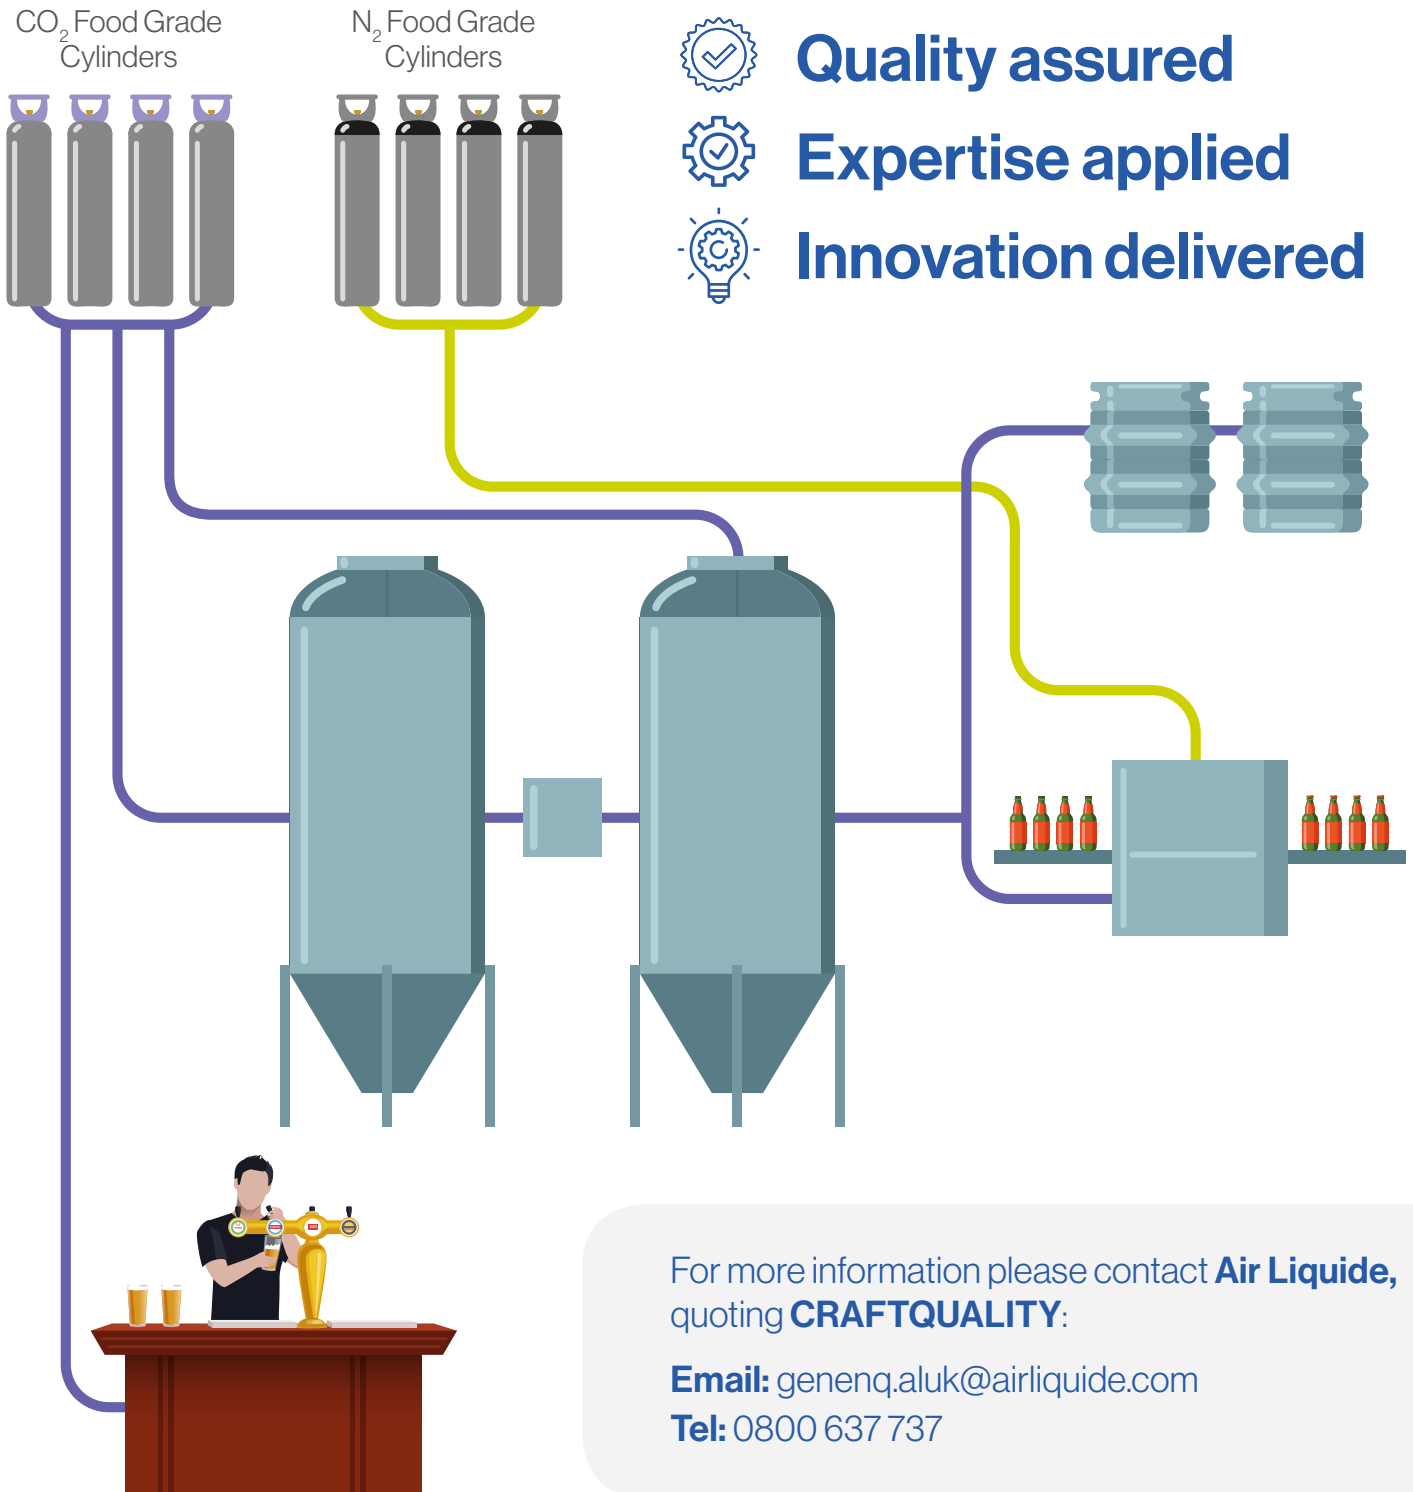 CO₂ Food Grade
Cylinders
N₂ Food Grade
Cylinders
Quality assured
Expertise applied
Innovation delivered
For more information please contact Air Liquide,
quoting CRAFTQUALITY:
Email: genenq.aluk@airliquide.com
Tel: 0800 637 737